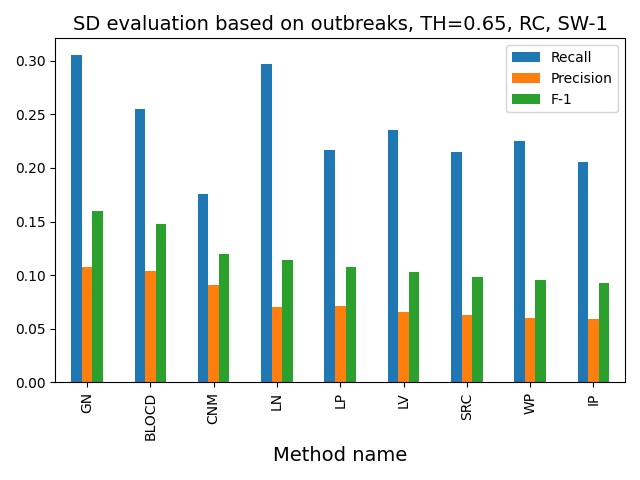 SD evaluation based on outbreaks, TH=0.65, RC, SW-1
Recall
Precision
F-1
0.30
0.25
0.20
0.15
0.10
0.05
0.00
GN
BLOCD
CNM
LN
LP
LV
SRC
WP
IP
Method name